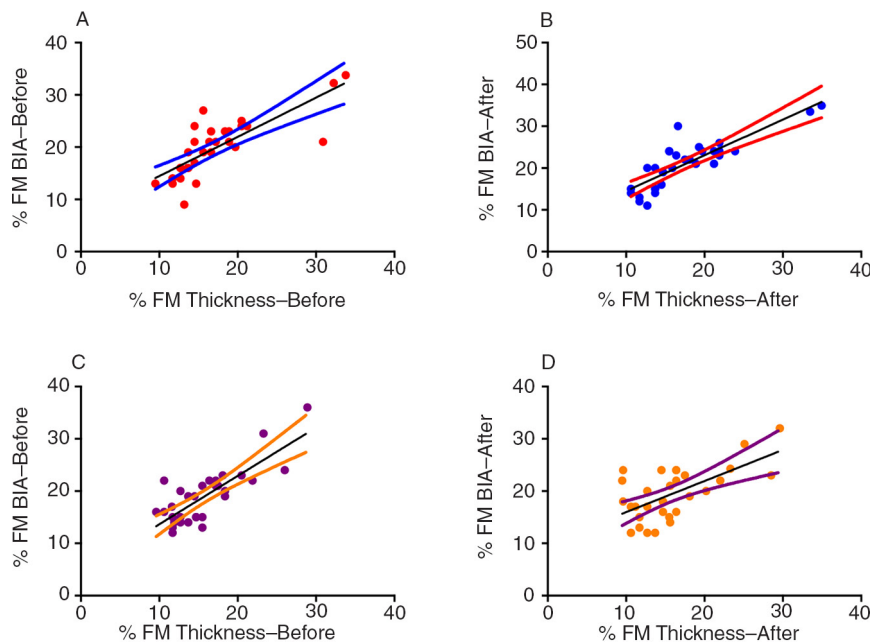 A
% FM BIA–Before
40
30
20
10
0
0 10 20 30 40
% FM Thickness–Before
B
% FM BIA–After
50
40
30
20
10
0
0 10 20 30 40
% FM Thickness–After
C
% FM BIA–Before
40
30
20
10
0
0 10 20 30 40
% FM Thickness–Before
D
% FM BIA–After
40
30
20
10
0
0 10 20 30 40
% FM Thickness–After